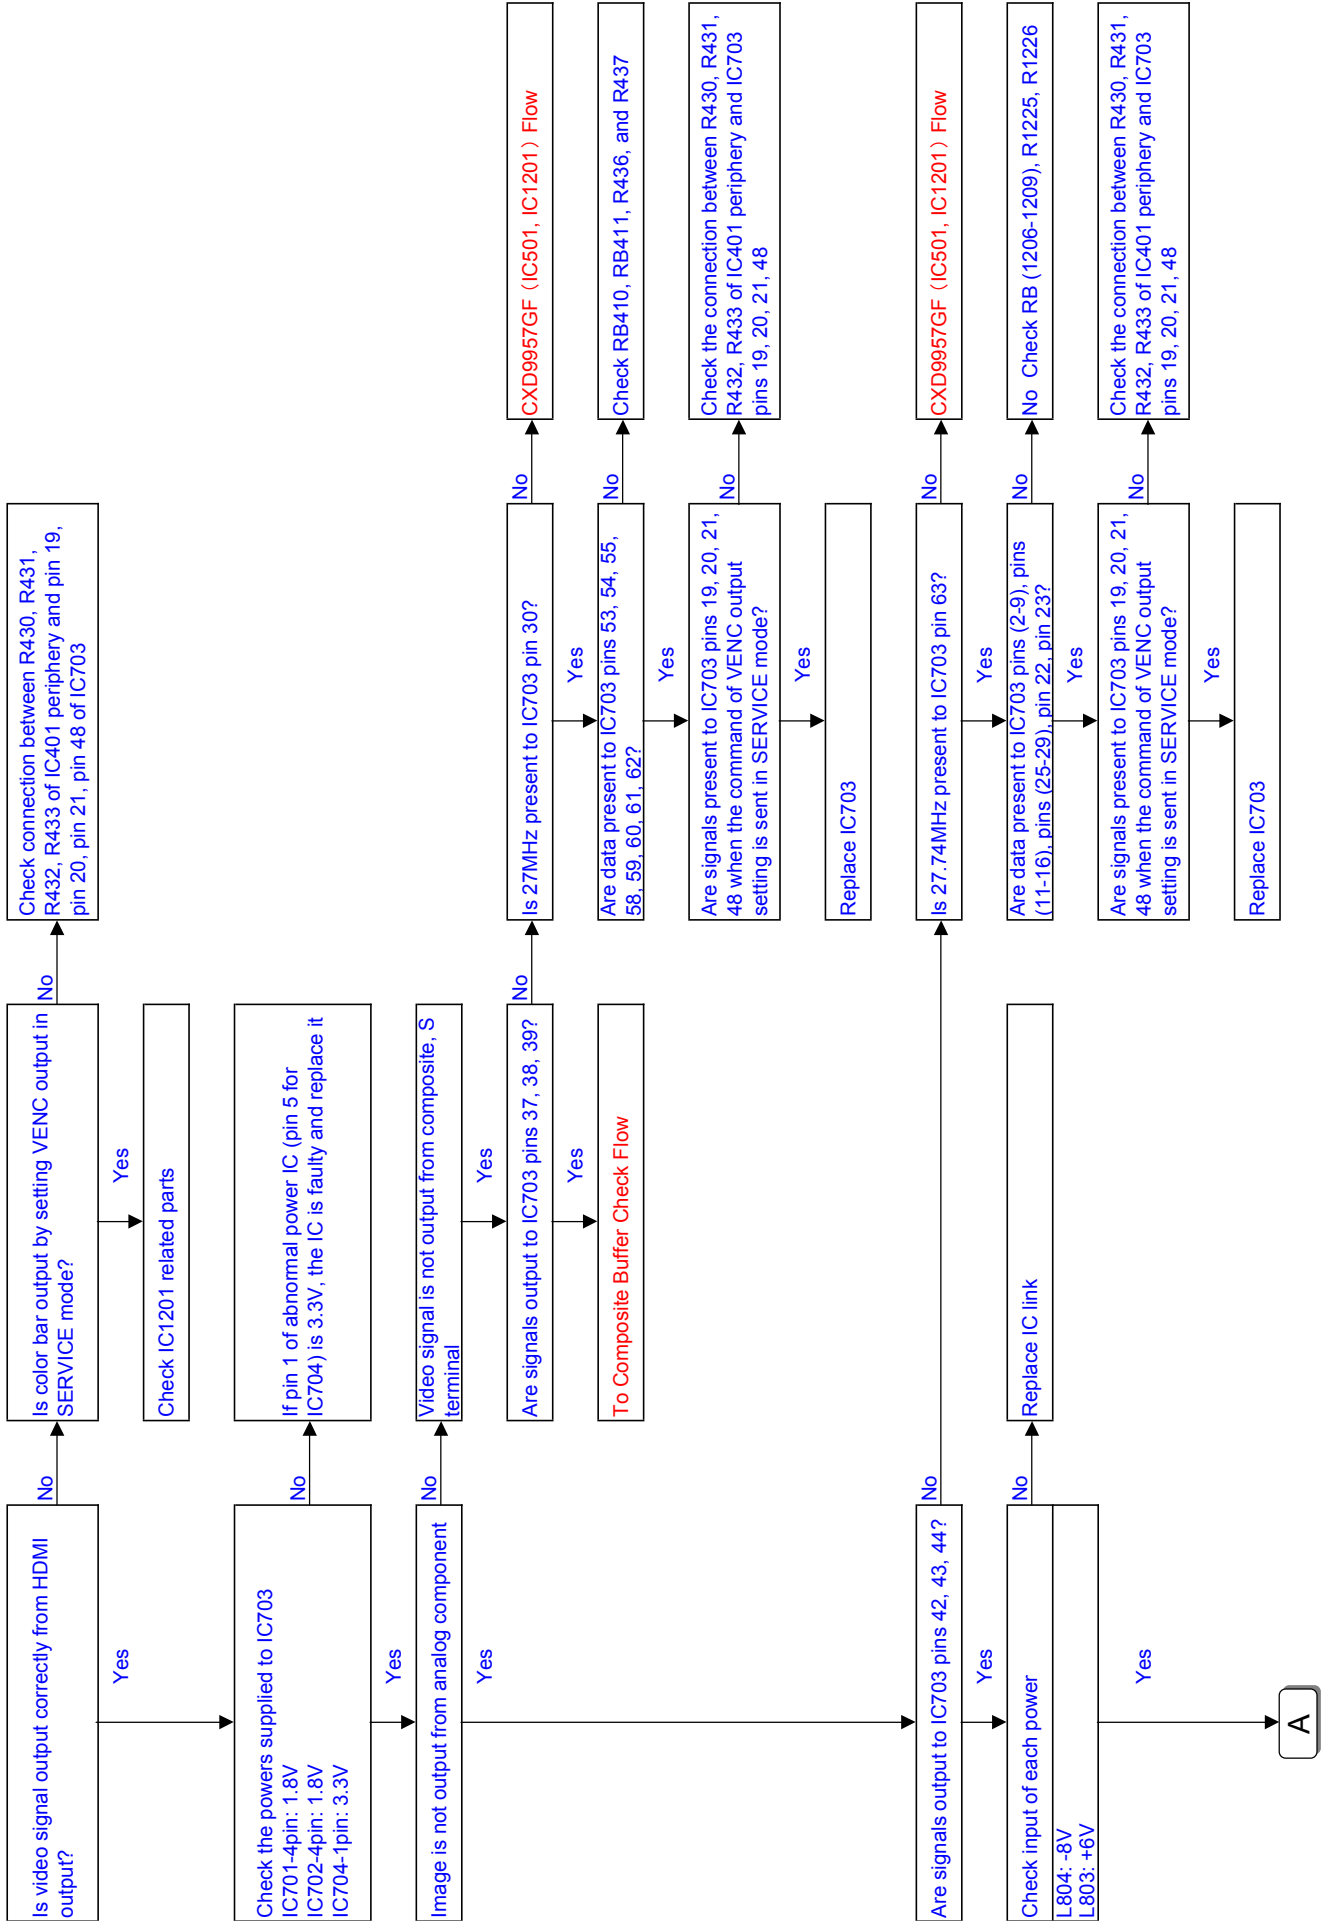 Is video signal output correctly from HDMI
output?
No
Yes
Is color bar output by setting VENC output in
SERVICE mode?
No
Yes
Check connection between R430, R431,
R432, R433 of IC401 periphery and pin 19,
pin 20, pin 21, pin 48 of IC703
Check IC1201 related parts
Check the powers supplied to IC703
IC701-4pin: 1.8V
IC702-4pin: 1.8V
IC704-1pin: 3.3V
No
Yes
If pin 1 of abnormal power IC (pin 5 for
IC704) is 3.3V, the IC is faulty and replace it
Image is not output from analog component
No
Yes
Video signal is not output from composite, S
terminal
Yes
Are signals output to IC703 pins 37, 38, 39?
No
Yes
To Composite Buffer Check Flow
Is 27MHz present to IC703 pin 30?
No
Yes
CXD9957GF (IC501, IC1201) Flow
Are data present to IC703 pins 53, 54, 55,
58, 59, 60, 61, 62?
No
Yes
Check RB410, RB411, R436, and R437
Are signals present to IC703 pins 19, 20, 21,
48 when the command of VENC output
setting is sent in SERVICE mode?
No
Yes
Check the connection between R430, R431,
R432, R433 of IC401 periphery and IC703
pins 19, 20, 21, 48
Replace IC703
Are signals output to IC703 pins 42, 43, 44?
No
Yes
Is 27.74MHz present to IC703 pin 63?
No
Yes
CXD9957GF (IC501, IC1201) Flow
Check input of each power
L804: -8V
L803: +6V
No
Yes
Replace IC link
Are data present to IC703 pins (2-9), pins
(11-16), pins (25-29), pin 22, pin 23?
No
Yes
No Check RB (1206-1209), R1225, R1226
Are signals present to IC703 pins 19, 20, 21,
48 when the command of VENC output
setting is sent in SERVICE mode?
No
Yes
Check the connection between R430, R431,
R432, R433 of IC401 periphery and IC703
pins 19, 20, 21, 48
Replace IC703
A